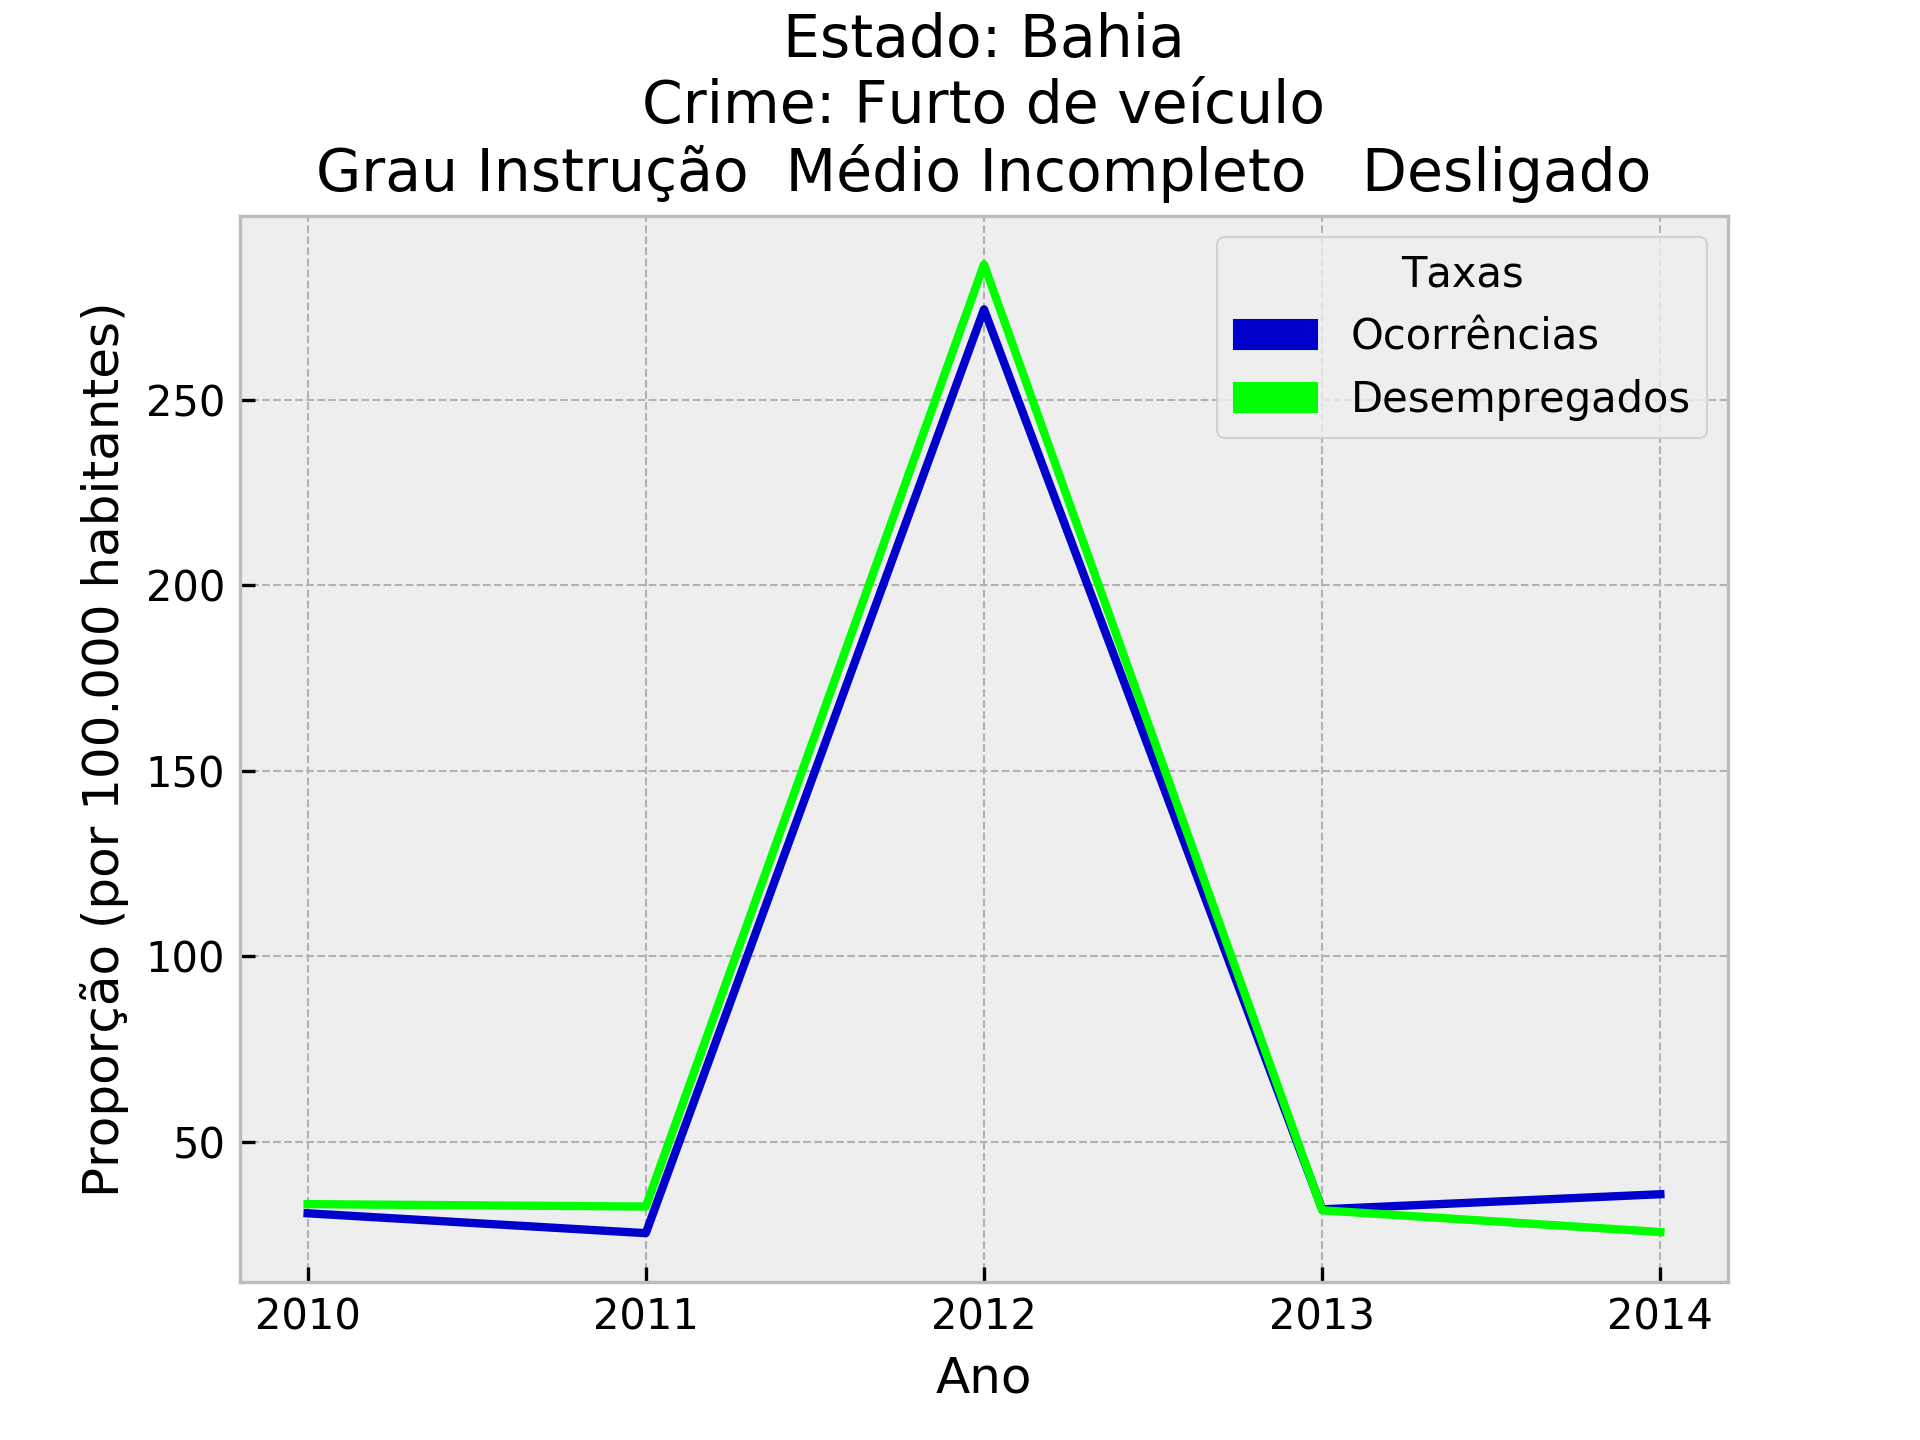 Estado: Bahia
Crime: Furto de veículo
Grau Instrução  Médio Incompleto   Desligado
Taxas
Ocorrências
Desempregados
Proporção (por 100.000 habitantes)
250
200
150
100
50
2010 2011 2012 2013 2014
Ano